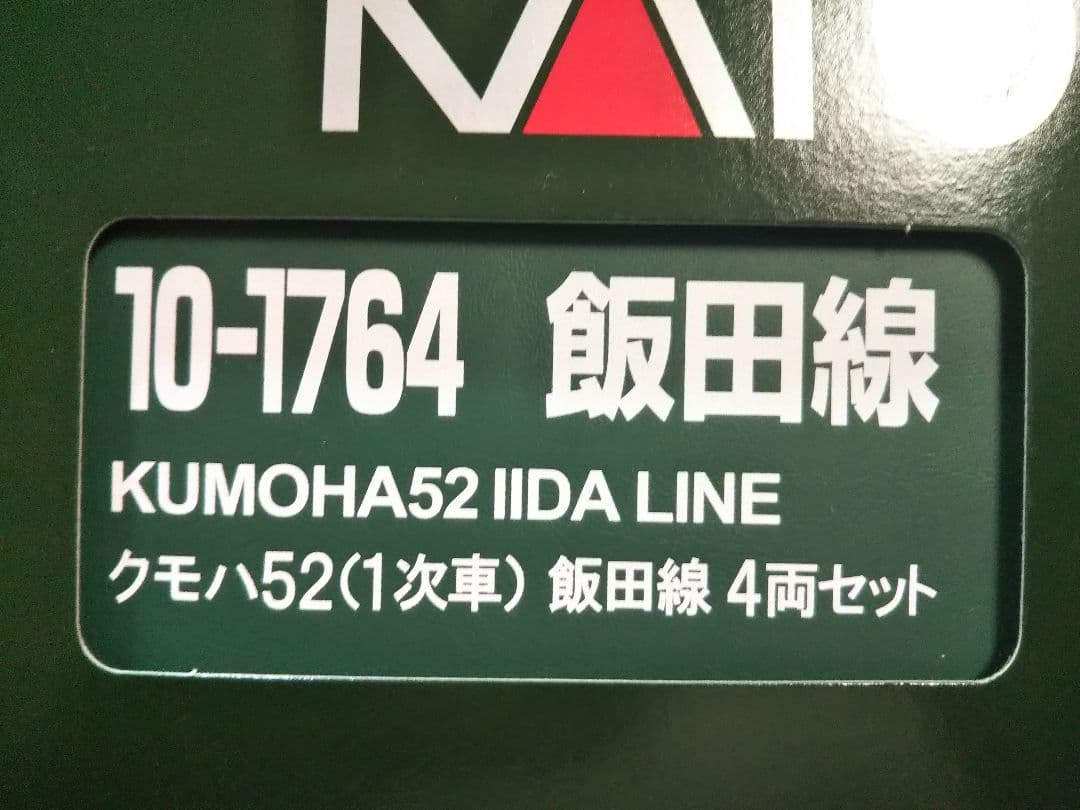 KATO
10-1764 飯田線
KUMOHA52 IIDA LINE
クモハ52(1次車) 飯田線 4両セット